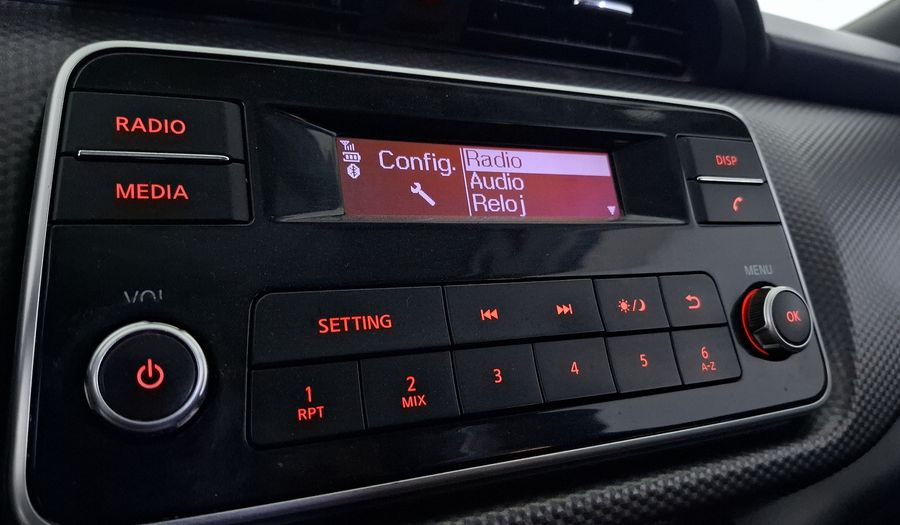 RADIO
MEDIA
Config.
Radio
Audio
Reloj
DISP
VOL
MENU
SETTING
OK
1
RPT
2
MIX
3
4
5
6
A-Z